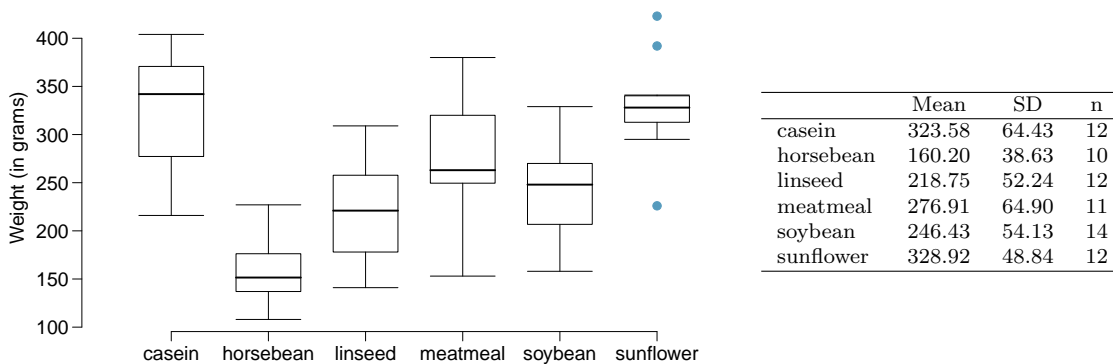 Weight (in grams)
400
350
300
250
200
150
100
casein horsebean linseed meatmeal soybean sunflower
Mean SD n
casein 323.58 64.43 12
horsebean 160.20 38.63 10
linseed 218.75 52.24 12
meatmeal 276.91 64.90 11
soybean 246.43 54.13 14
sunflower 328.92 48.84 12